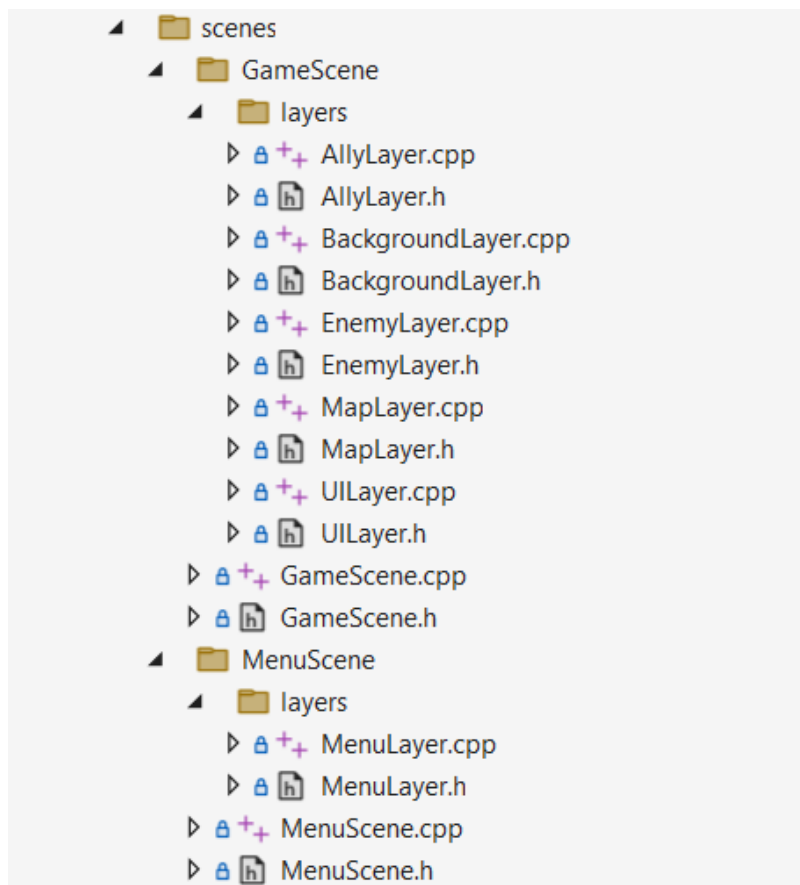 scenes
GameScene
layers
AllyLayer.cpp
AllyLayer.h
BackgroundLayer.cpp
BackgroundLayer.h
EnemyLayer.cpp
EnemyLayer.h
MapLayer.cpp
MapLayer.h
UILayer.cpp
UILayer.h
GameScene.cpp
GameScene.h
MenuScene
layers
MenuLayer.cpp
MenuLayer.h
MenuScene.cpp
MenuScene.h